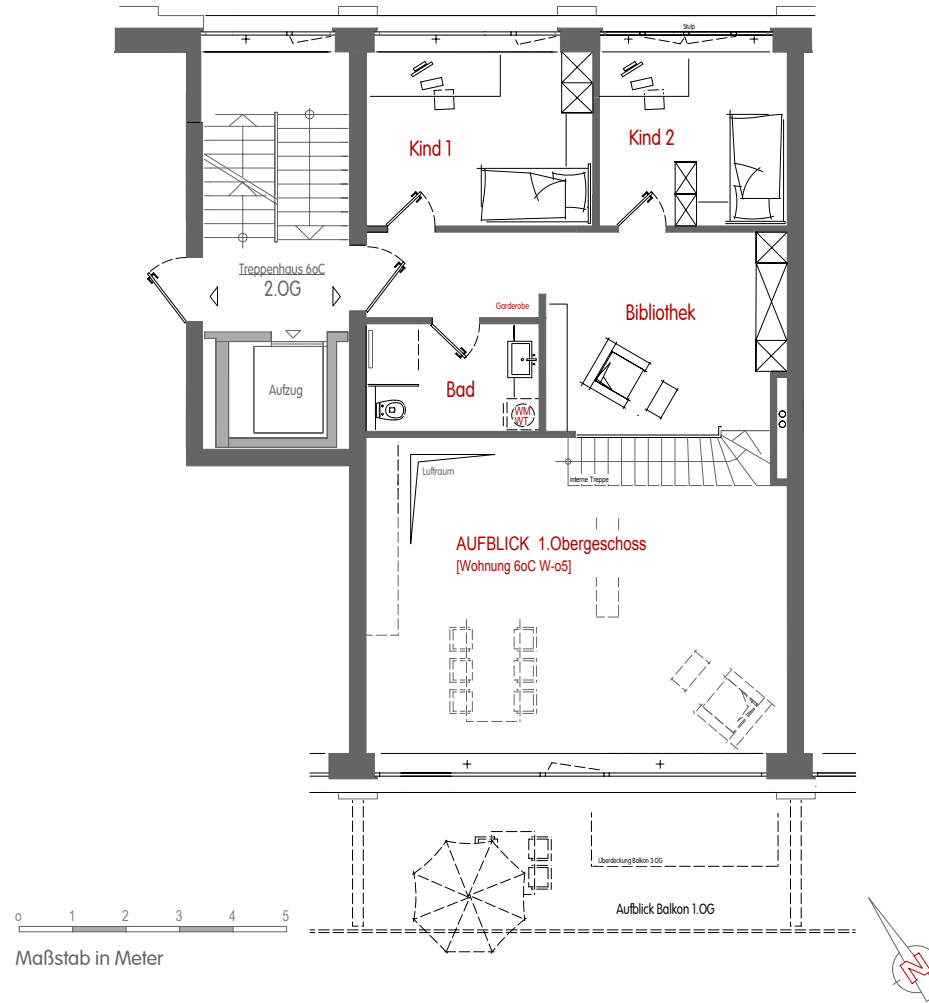 Stulp
Kind 1
Kind 2
Treppenhaus 6oC
2.OG
Garderobe
Bibliothek
Aufzug
Bad
WM
WT
Luftraum
interne Treppe
AUFBLICK 1.Obergeschoss
[Wohnung 6oC W-o5]
Überdeckung Balkon 3.OG
Aufblick Balkon 1.OG
o 1 2 3 4 5
Maßstab in Meter
N